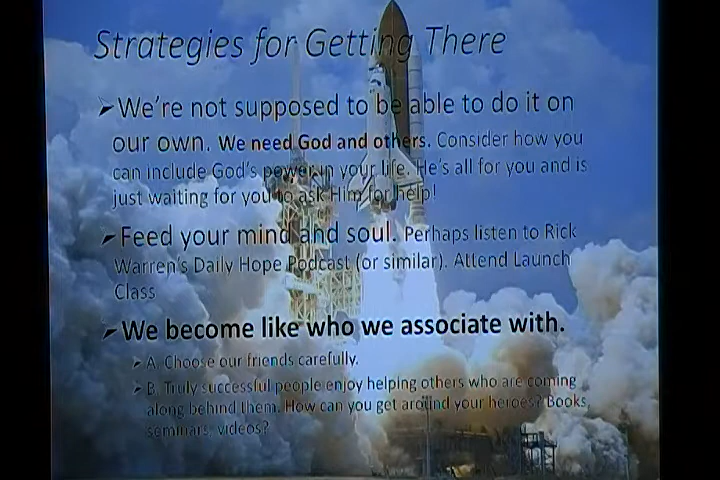 Strategies for Getting There
We're not supposed to be able to do it on
our own. We need God and others. Consider how you
can include God's power in your life. He's all for you and is
just waiting for you to ask Him for help!
Feed your mind and soul. Perhaps listen to Rick
Warren's Daily Hope Podcast (or similar). Attend Launch
Class
We become like who we associate with.
A. Choose our friends carefully.
B. Truly successful people enjoy helping others who are coming
along behind them. How can you get around your heroes? Books,
seminars, videos?